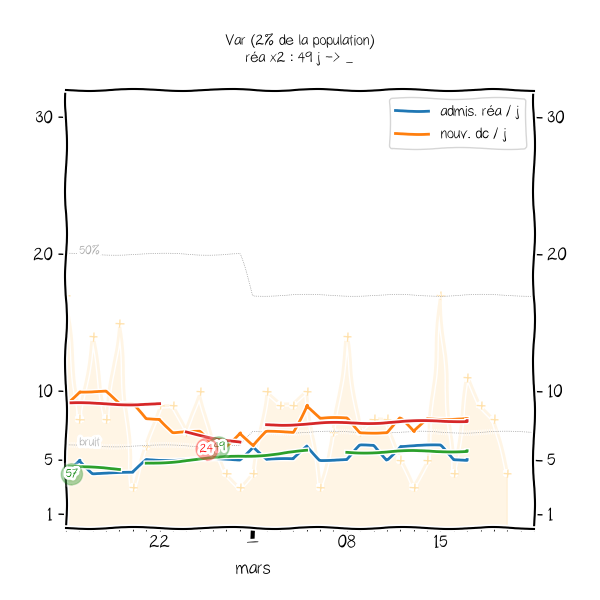 Var (2% de la population)
réa x2 : 49 j -> _
admis. réa / j
nouv. dc / j
30
30
20
20
50%
10
10
bruit
5
5
57
24
49
1
1
22
08
15
mars